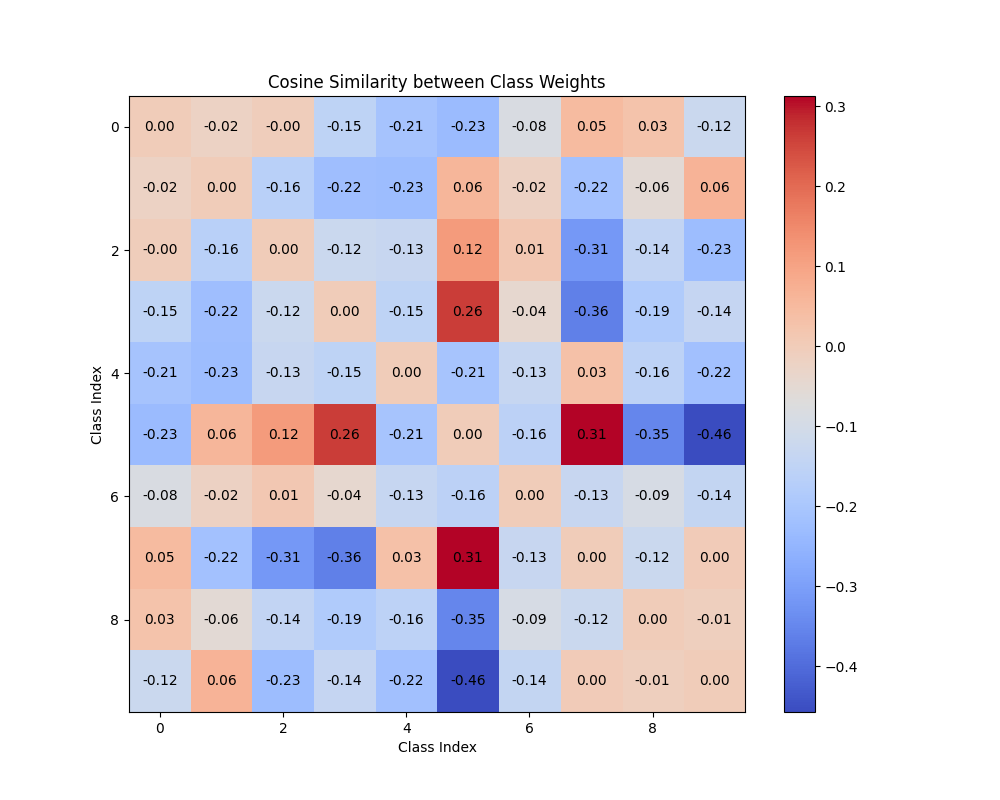 Cosine Similarity between Class Weights
0 0.00 -0.02 -0.00 -0.15 -0.21 -0.23 -0.08 0.05 0.03 -0.12
-0.02 0.00 -0.16 -0.22 -0.23 0.06 -0.02 -0.22 -0.06 0.06
2 -0.00 -0.16 0.00 -0.12 -0.13 0.12 0.01 -0.31 -0.14 -0.23
-0.15 -0.22 -0.12 0.00 -0.15 0.26 -0.04 -0.36 -0.19 -0.14
4 -0.21 -0.23 -0.13 -0.15 0.00 -0.21 -0.13 0.03 -0.16 -0.22
-0.23 0.06 0.12 0.26 -0.21 0.00 -0.16 0.31 -0.35 -0.46
6 -0.08 -0.02 0.01 -0.04 -0.13 -0.16 0.00 -0.13 -0.09 -0.14
0.05 -0.22 -0.31 -0.36 0.03 0.31 -0.13 0.00 -0.12 0.00
8 0.03 -0.06 -0.14 -0.19 -0.16 -0.35 -0.09 -0.12 0.00 -0.01
-0.12 0.06 -0.23 -0.14 -0.22 -0.46 -0.14 0.00 -0.01 0.00
0 2 4 6 8
Class Index
Class Index
0.3
0.2
0.1
0.0
−0.1
−0.2
−0.3
−0.4